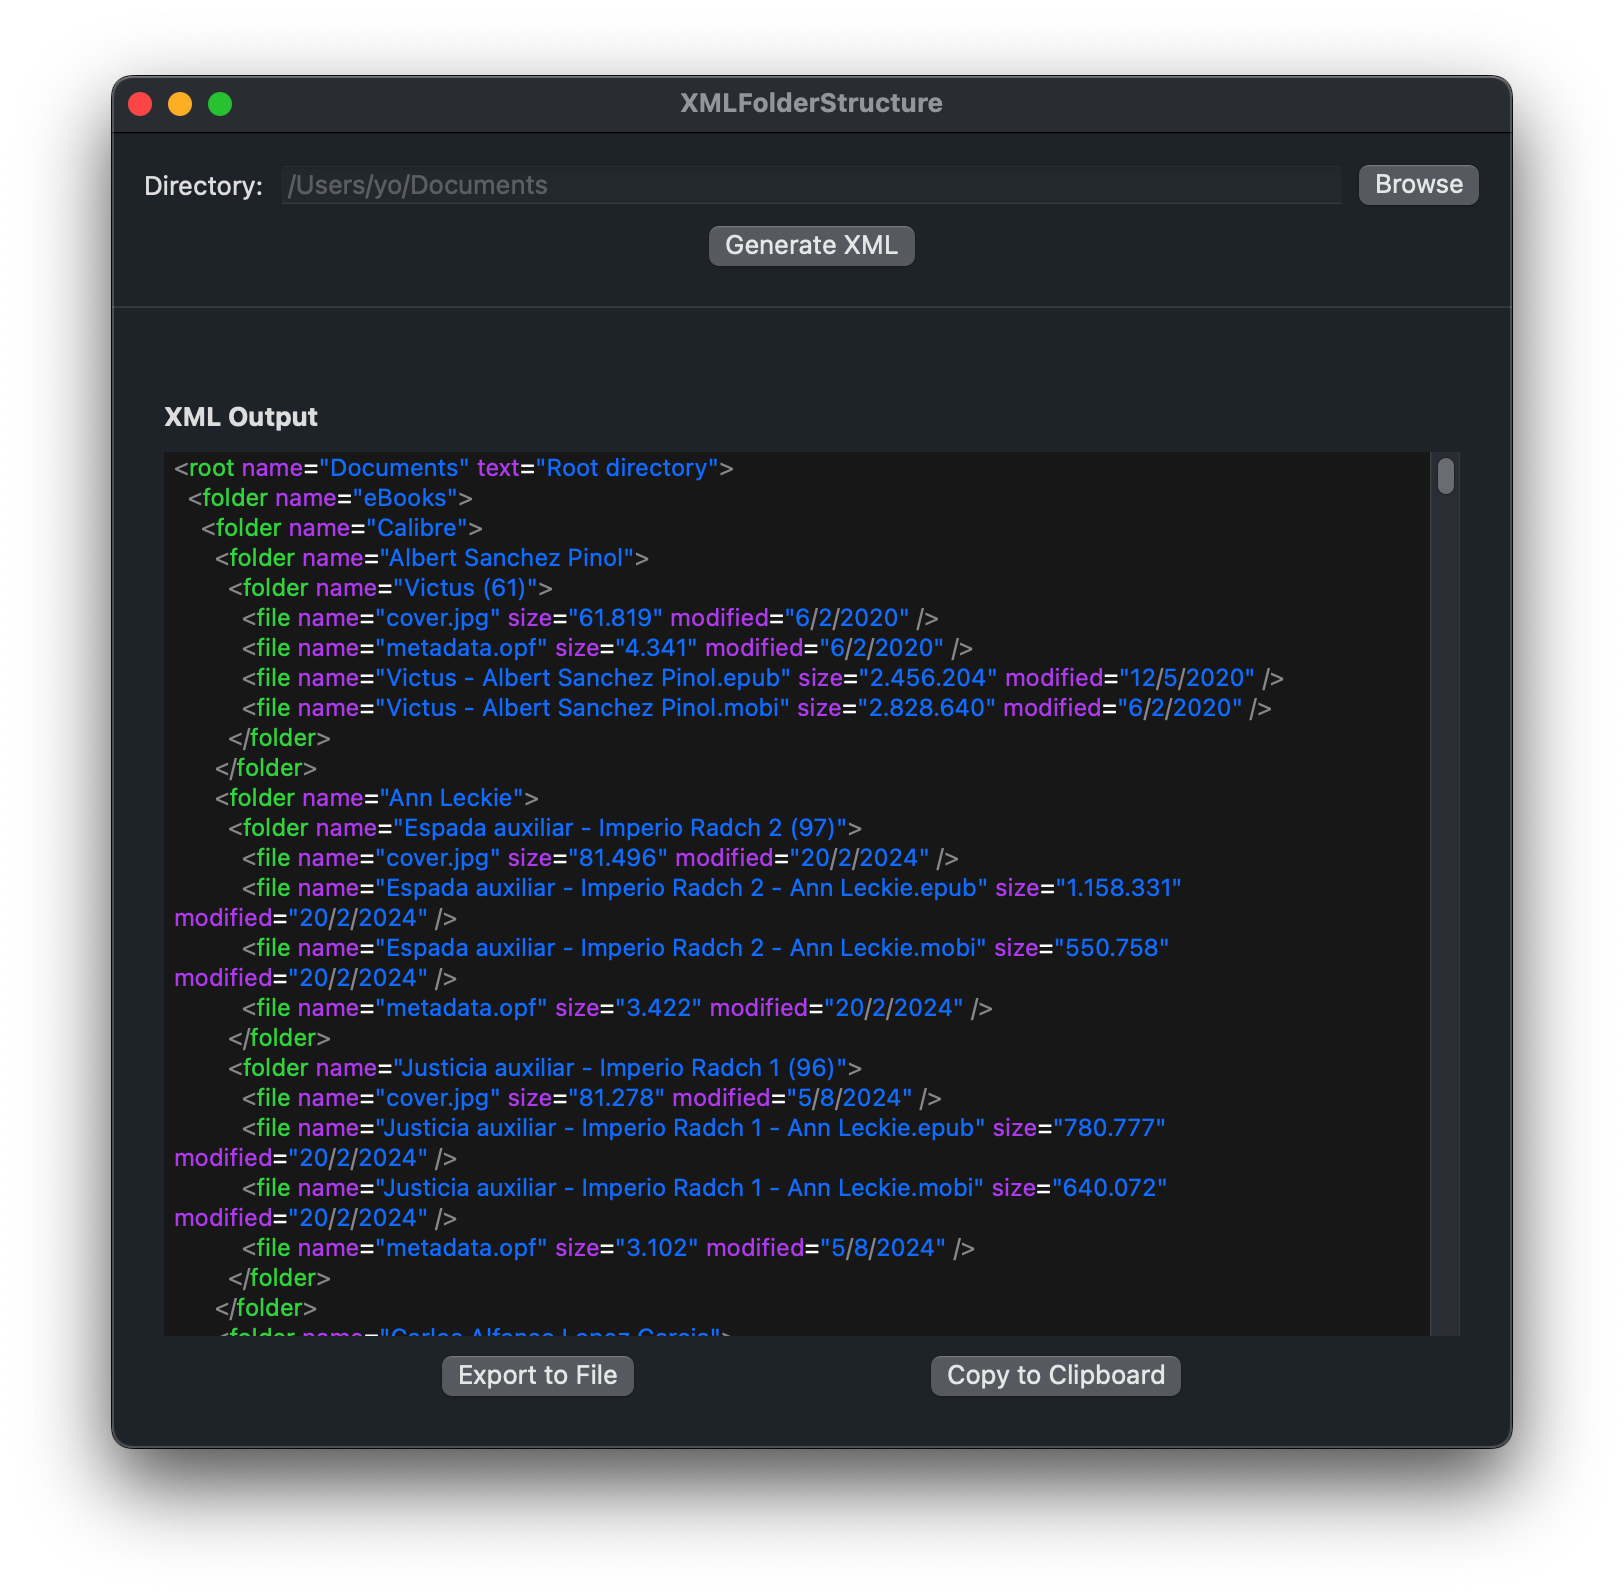 XMLFolderStructure
Directory: /Users/yo/Documents Browse
Generate XML
XML Output
<root name="Documents" text="Root directory">
<folder name="eBooks">
<folder name="Calibre">
<folder name="Albert Sanchez Pinol">
<folder name="Victus (61)">
<file name="cover.jpg" size="61.819" modified="6/2/2020" />
<file name="metadata.opf" size="4.341" modified="6/2/2020" />
<file name="Victus - Albert Sanchez Pinol.epub" size="2.456.204" modified="12/5/2020" />
<file name="Victus - Albert Sanchez Pinol.mobi" size="2.828.640" modified="6/2/2020" />
</folder>
</folder>
<folder name="Ann Leckie">
<folder name="Espada auxiliar - Imperio Radch 2 (97)">
<file name="cover.jpg" size="81.496" modified="20/2/2024" />
<file name="Espada auxiliar - Imperio Radch 2 - Ann Leckie.epub" size="1.158.331"
modified="20/2/2024" />
<file name="Espada auxiliar - Imperio Radch 2 - Ann Leckie.mobi" size="550.758"
modified="20/2/2024" />
<file name="metadata.opf" size="3.422" modified="20/2/2024" />
</folder>
<folder name="Justicia auxiliar - Imperio Radch 1 (96)">
<file name="cover.jpg" size="81.278" modified="5/8/2024" />
<file name="Justicia auxiliar - Imperio Radch 1 - Ann Leckie.epub" size="780.777"
modified="20/2/2024" />
<file name="Justicia auxiliar - Imperio Radch 1 - Ann Leckie.mobi" size="640.072"
modified="20/2/2024" />
<file name="metadata.opf" size="3.102" modified="5/8/2024" />
</folder>
</folder>
<folder name="Carlos Alfonso Lopez Garcia">
Export to File Copy to Clipboard